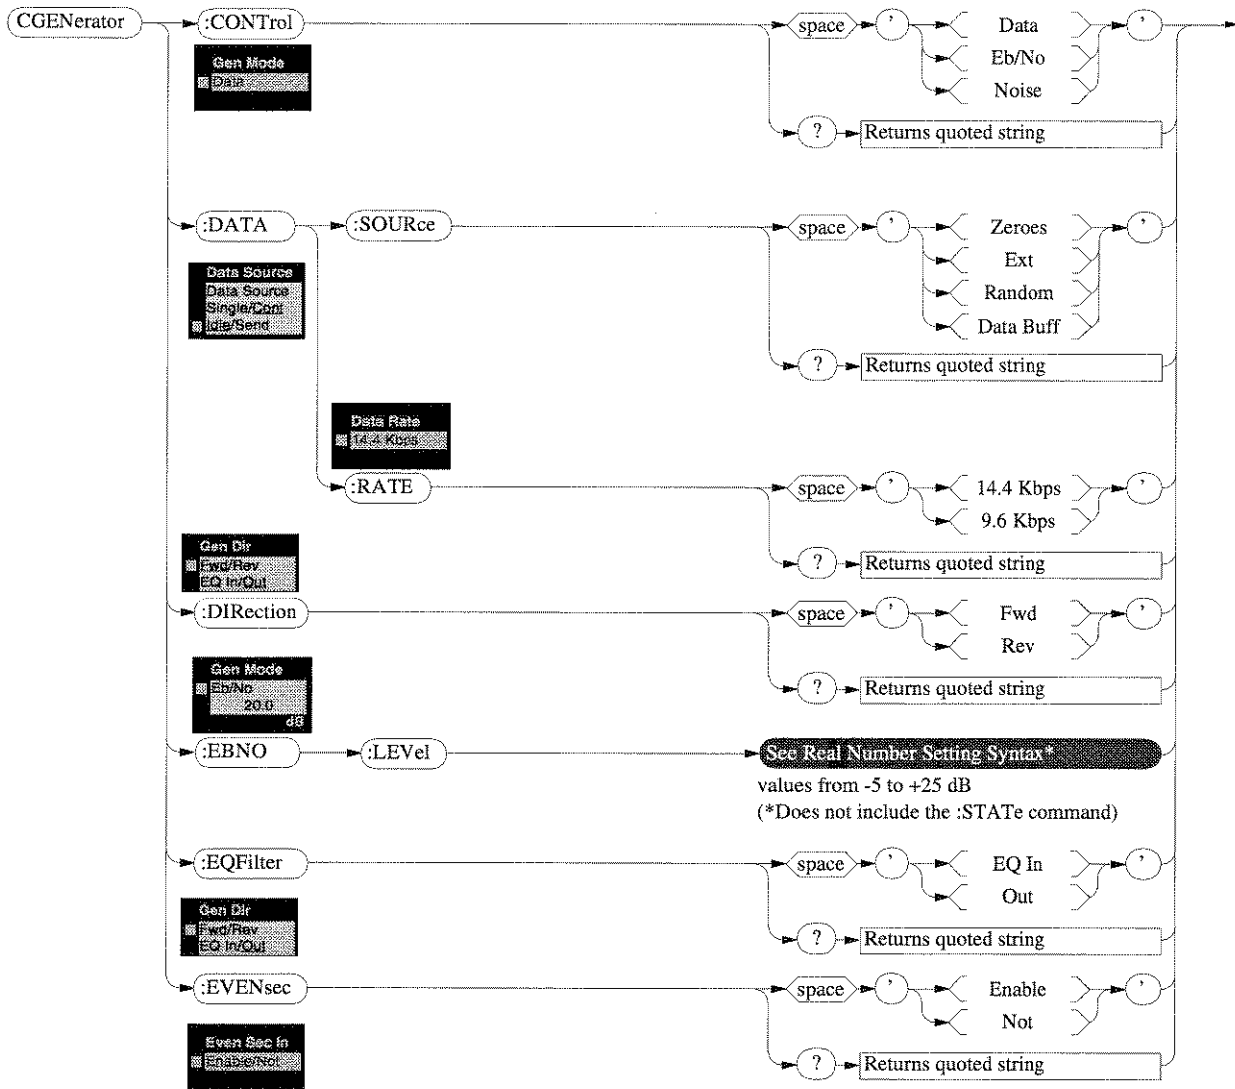 CGENerator :CONTrol space ' Data '
Eb/No
Noise
Gen Mode
Data
? Returns quoted string
:DATA :SOURce space ' Zeroes '
Ext
Random
Data Buff
Data Source
Data Source
Single/Cont
Idle/Send
? Returns quoted string
Data Rate
14.4 Kbps
:RATE space ' 14.4 Kbps '
9.6 Kbps
? Returns quoted string
Gen Dir
Fwd/Rev
EQ In/Out
:DIRection space ' Fwd '
Rev
? Returns quoted string
Gen Mode
Eb/No
20.0
dB
:EBNO :LEVel See Real Number Setting Syntax*
values from -5 to +25 dB
(*Does not include the :STATe command)
:EQFilter space ' EQ In '
Out
? Returns quoted string
Gen Dir
Fwd/Rev
EQ In/Out
:EVENsec space ' Enable '
Not
? Returns quoted string
Even Sec In
Enable/Not